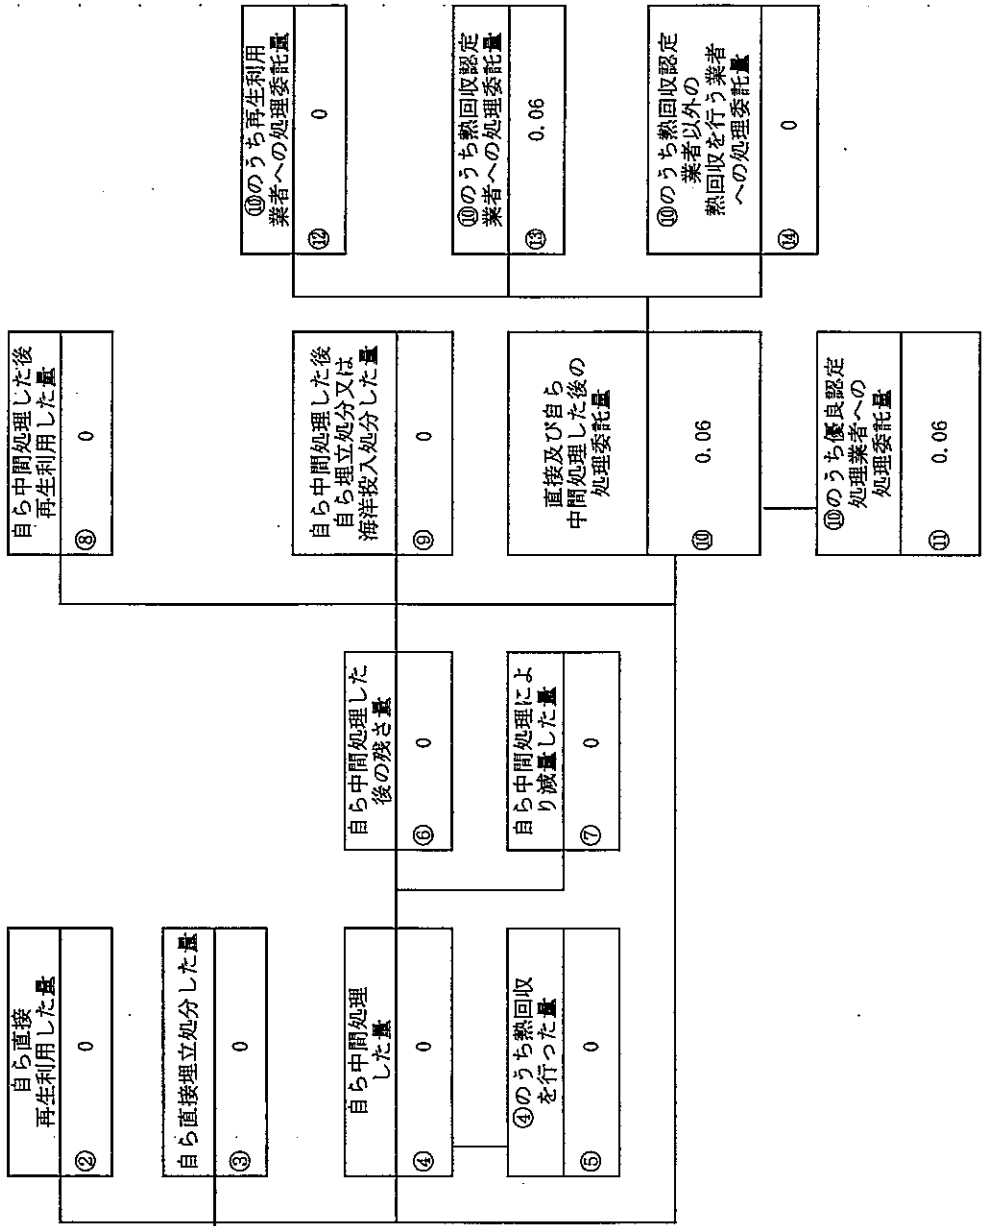 自ら直接
再生利用した量
② 0
自ら直接埋立処分した量
③ 0
自ら中間処理
した量
④ 0
④のうち熱回収
を行った量
⑤ 0
自ら中間処理した
後の残さ量
⑥ 0
自ら中間処理によ
り減量した量
⑦ 0
自ら中間処理した後
再生利用した量
⑧ 0
自ら中間処理した後
自ら埋立処分又は
海洋投入処分した量
⑨ 0
直接及び自ら
中間処理した後の
処理委託量
⑩ 0.06
⑩のうち優良認定
処理業者への
処理委託量
⑪ 0.06
⑩のうち再生利用
業者への処理委託量
⑫ 0
⑩のうち熱回収認定
業者への処理委託量
⑬ 0.06
⑩のうち熱回収認定
業者以外の
熱回収を行う業者
への処理委託量
⑭ 0